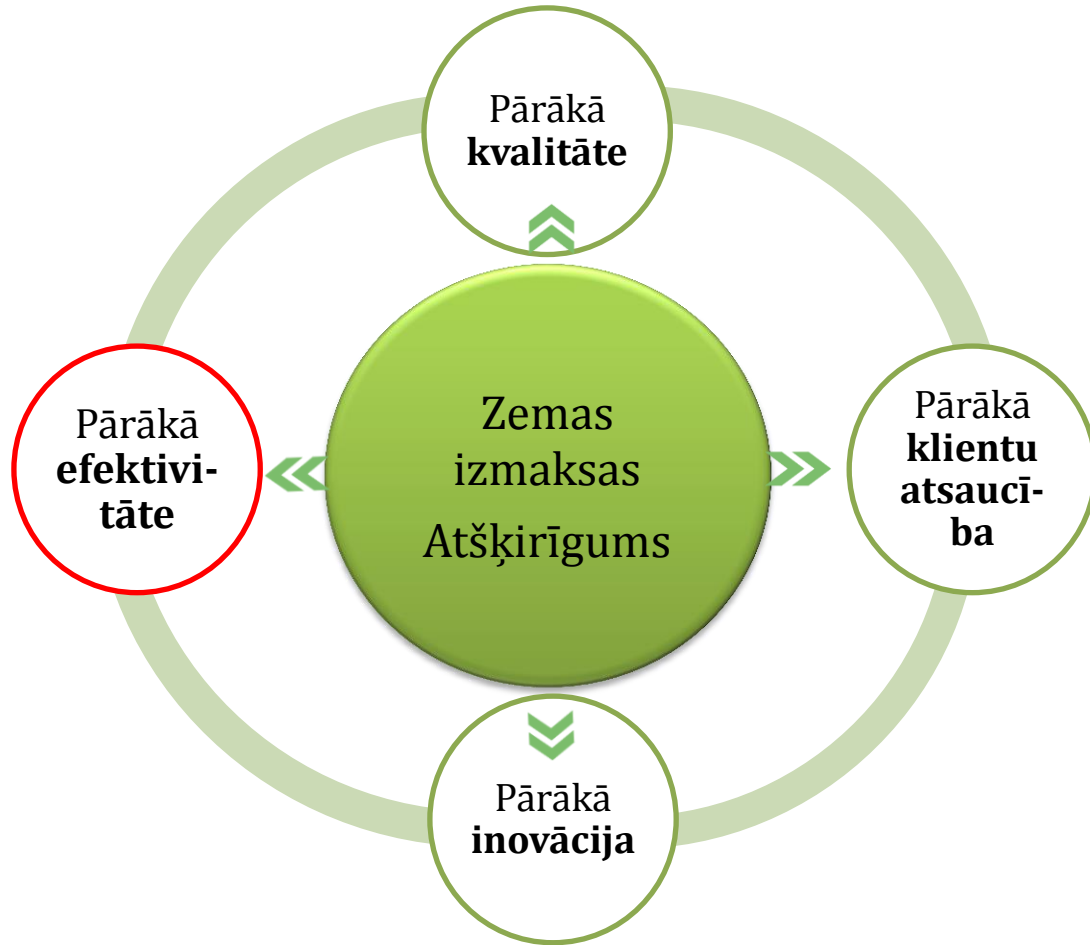 Pārākā
kvalitāte
Pārākā
efektivi-
tāte
Zemas
izmaksas
Atšķirīgums
Pārākā
klientu
atsaucī-
ba
Pārākā
inovācija